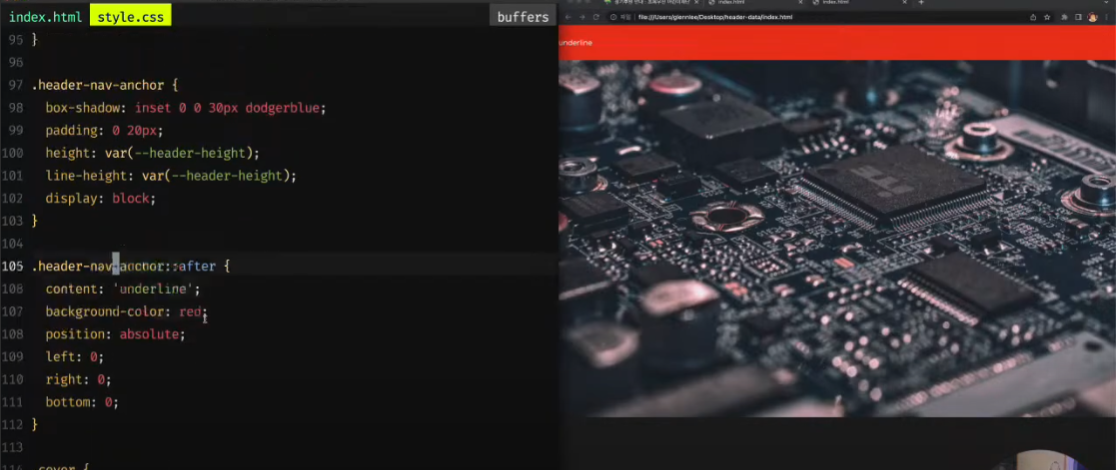 index.html style.css buffers
95 }
96
97 .header-nav-anchor {
98 box-shadow: inset 0 0 30px dodgerblue;
99 padding: 0 20px;
100 height: var(--header-height);
101 line-height: var(--header-height);
102 display: block;
103 }
104
105 .header-nav-anchor::after {
106 content: 'underline';
107 background-color: red;
108 position: absolute;
109 left: 0;
110 right: 0;
111 bottom: 0;
112 }
113
.cover {
index.html
index.html
file:///Users/glennlee/Desktop/header-data/index.html
underline